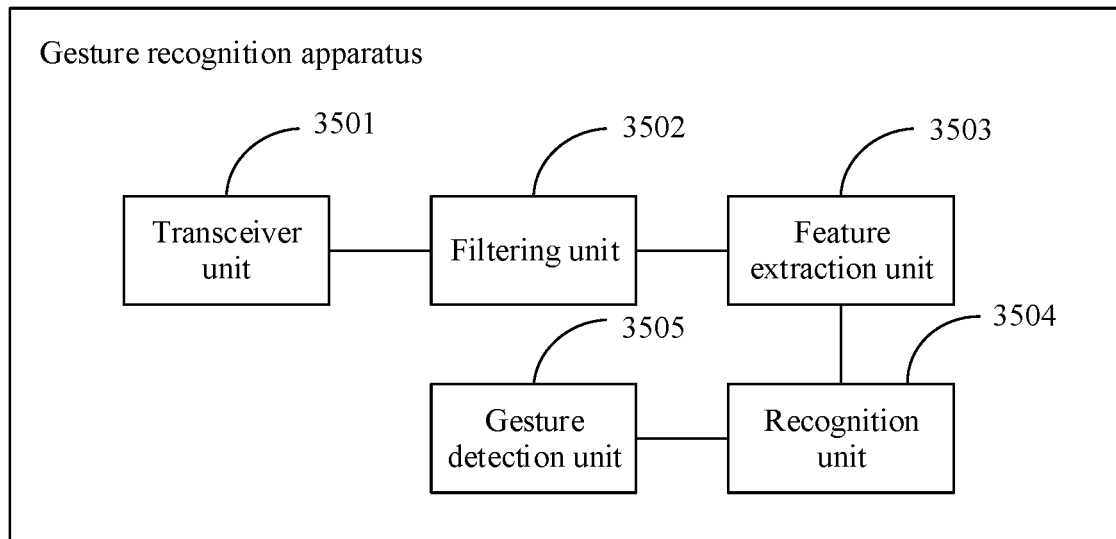 Gesture recognition apparatus
3501
3502
3503
Transceiver
unit
Filtering unit
Feature
extraction unit
3505
3504
Gesture
detection unit
Recognition
unit